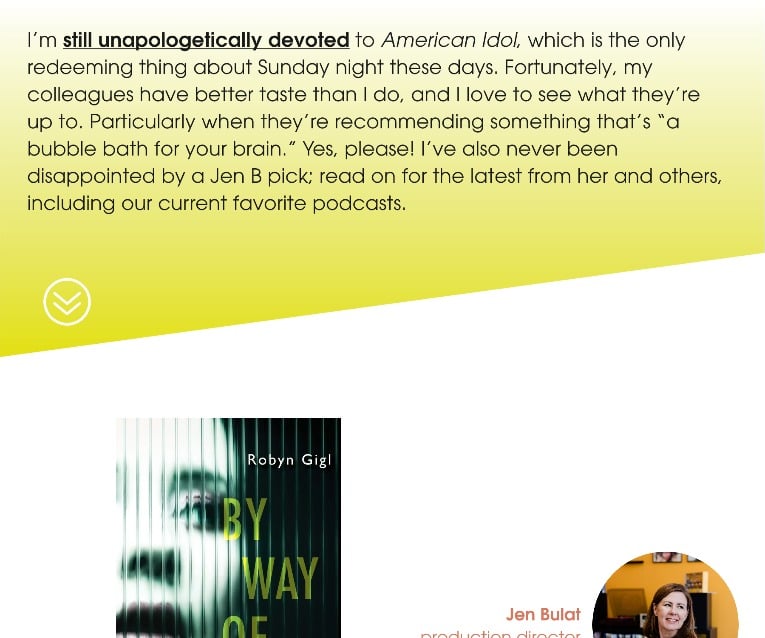 I'm still unapologetically devoted to American Idol, which is the only
redeeming thing about Sunday night these days. Fortunately, my
colleagues have better taste than I do, and I love to see what they're
up to. Particularly when they're recommending something that's "a
bubble bath for your brain." Yes, please! I've also never been
disappointed by a Jen B pick; read on for the latest from her and others,
including our current favorite podcasts.
Robyn Gigl
BY
WAY
OF
Jen Bulat
production director